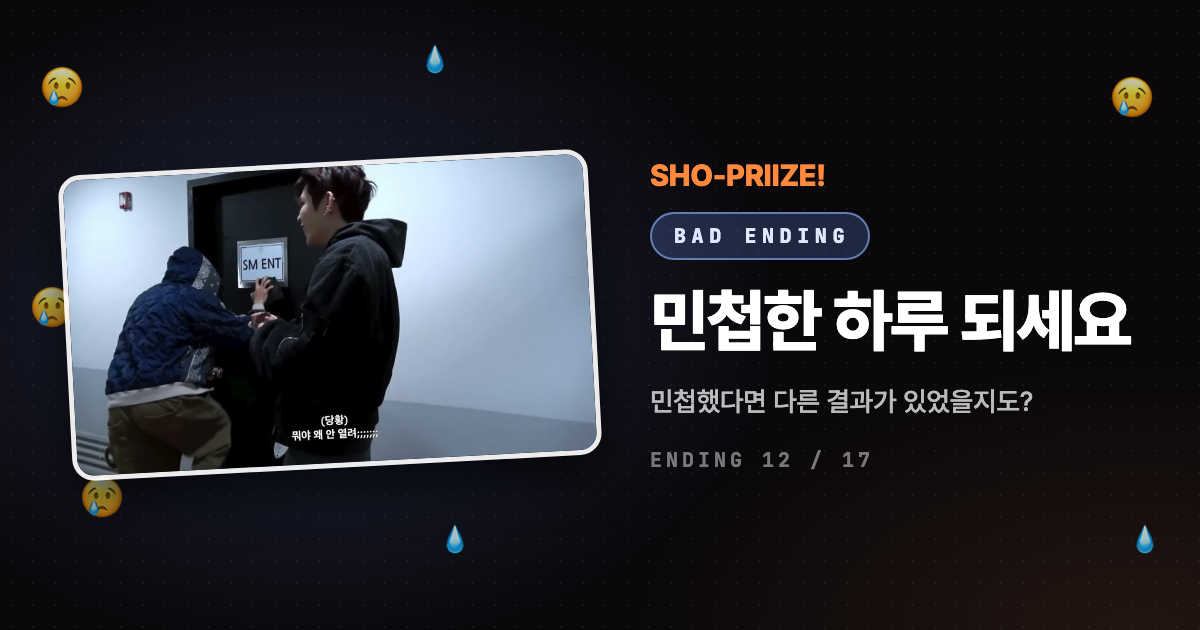 SM ENT
(당황)
뭐야 왜 안 열려;;;;;;;
SHO-PRIIZE!
BAD ENDING
민첩한 하루 되세요
민첩했다면 다른 결과가 있었을지도?
ENDING 12 / 17